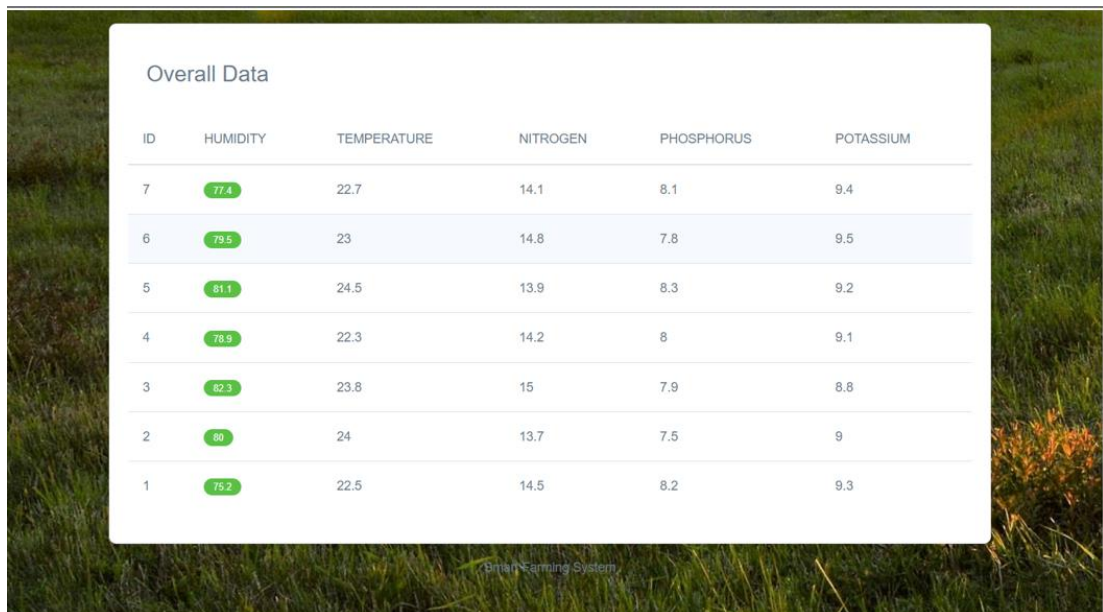 Overall Data
ID HUMIDITY TEMPERATURE NITROGEN PHOSPHORUS POTASSIUM
7 77.4 22.7 14.1 8.1 9.4
6 79.5 23 14.8 7.8 9.5
5 81.1 24.5 13.9 8.3 9.2
4 78.9 22.3 14.2 8 9.1
3 82.3 23.8 15 7.9 8.8
2 80 24 13.7 7.5 9
1 75.2 22.5 14.5 8.2 9.3
Smart Farming System